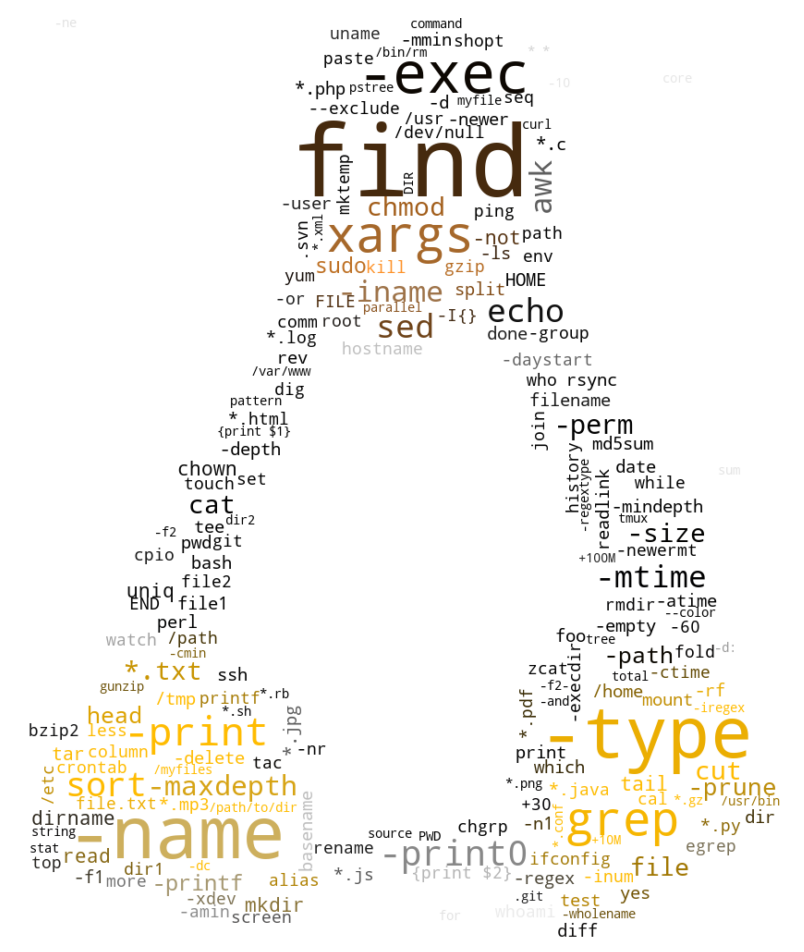 -ne
command
uname -mmin shopt
paste /bin/rm * *
-exec -10 core
*.php pstree
-d myfile seq
--exclude
/usr -newer curl
/dev/null
find *.c
mktemp DIR awk
-user chmod ping
.svn *.xml xargs -not path
-ls env
sudo kill gzip
yum HOME
-iname split
-or FILE parallel echo
comm root sed -I{}
*.log done -group
hostname
rev -daystart
/var/www
dig who rsync
pattern filename
*.html join -perm
{print $1}
-depth md5sum
chown history -regextype readlink date sum
touch set while
cat -mindepth
dir2 tmux
tee -size
-f2 pwd git -newermt
cpio +100M
bash -mtime
file2
uniq
END file1 rmdir -atime
--color
perl -empty -60
watch /path foo tree
-cmin -path fold -d:
*.txt ssh zcat -execdir total -ctime
gunzip -f2- /home -rf
/tmp printf *.rb -and mount
*.sh -iregex
head *.jpg *.pdf
bzip2 less -print -type
tar column -nr print
-delete tac which cut
/etc crontab /myfiles
sort -maxdepth *.png *.java tail -prune
file.txt *.mp3 /path/to/dir +30 *.conf cal *.gz /usr/bin
dirname basename -n1 grep *.py dir
string -name source PWD chgrp
stat rename +10M egrep
top read -print0 ifconfig
-dc file
-f1 more dir1 -printf alias *.js {print $2} -regex -inum
-xdev .git test yes
-amin mkdir
screen for whoami -wholename
diff